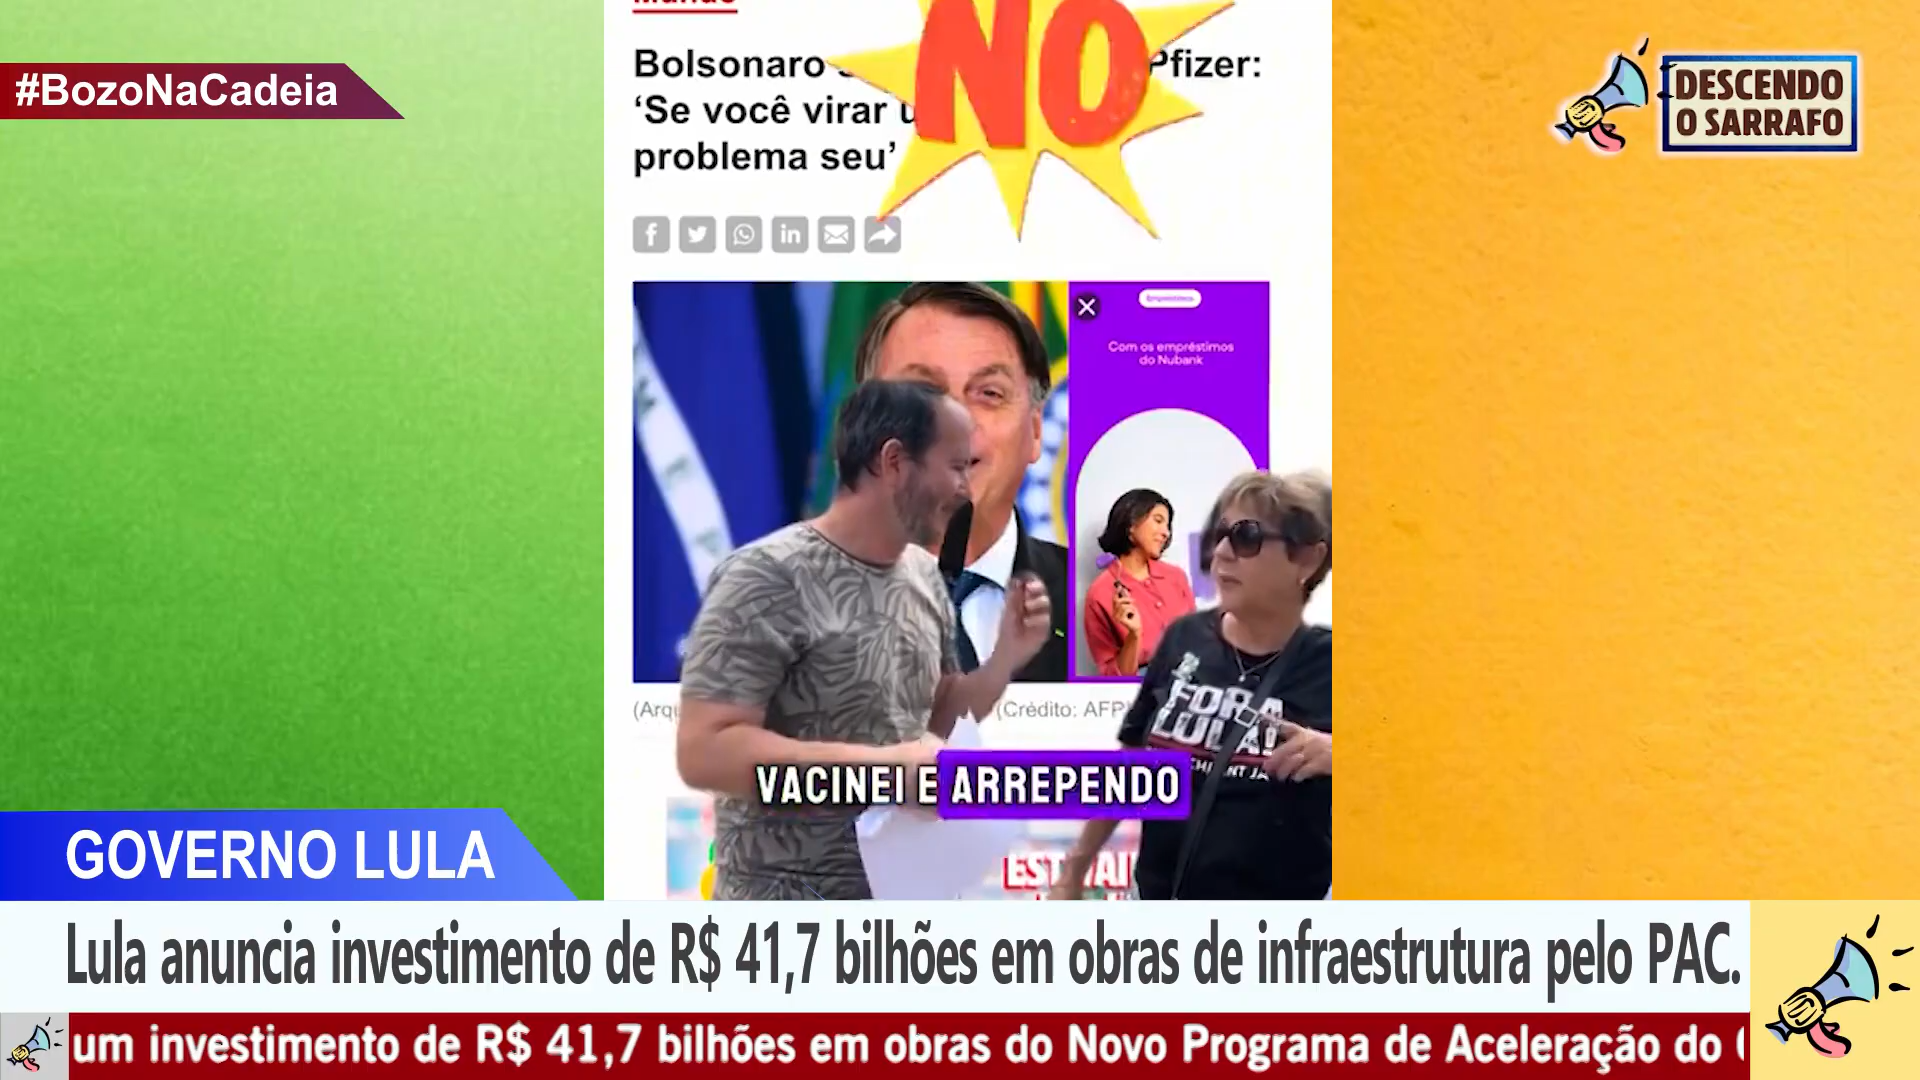 #BozoNaCadeia
NO
Bolsonaro Pfizer:
‘Se você virar
problema seu’
DESCENDO
O SARRAFO
Empréstimos
Com os empréstimos
do Nubank
(Crédito: AFP
FORA
LULA!
VACINEI E ARREPENDO
GOVERNO LULA
Lula anuncia investimento de R$ 41,7 bilhões em obras de infraestrutura pelo PAC.
um investimento de R$ 41,7 bilhões em obras do Novo Programa de Aceleração do